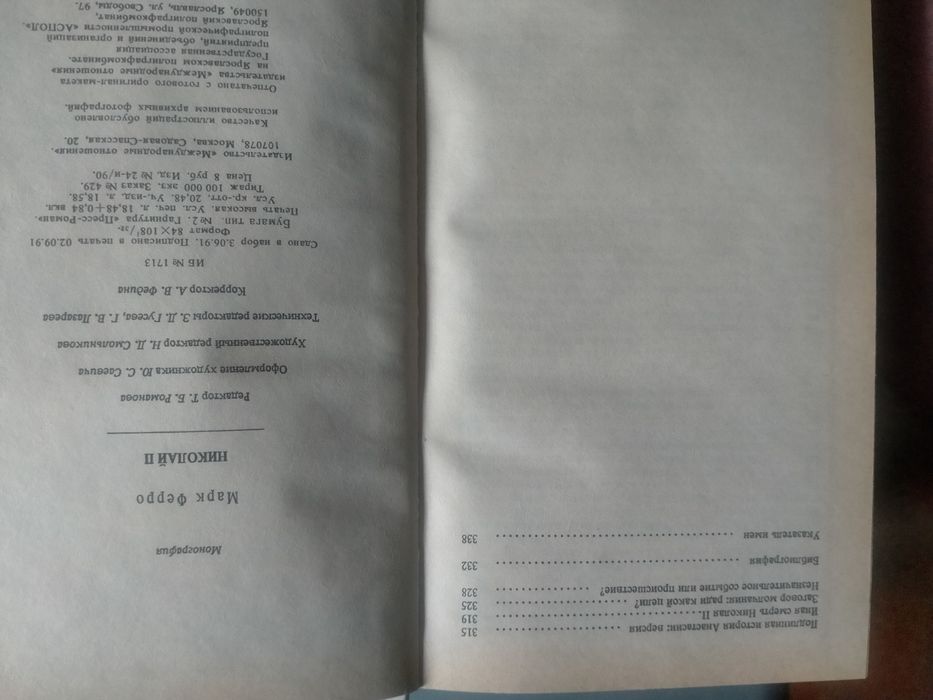 Подлинная история Анастасии: версия . . . . . . . . . . . . . . . . . 315
Иная смерть Николая II. . . . . . . . . . . . . . . . . . . . . . . . . . . 319
Заговор молчания: ради какой цели? . . . . . . . . . . . . . . . . . . 325
Незначительное событие или происшествие? . . . . . . . . . . . . 328
Библиография . . . . . . . . . . . . . . . . . . . . . . . . . . . . . . . . . 332
Указатель имен . . . . . . . . . . . . . . . . . . . . . . . . . . . . . . . . 338
Монография
Марк Ферро
НИКОЛАЙ II
Редактор Т. Б. Романова
Оформление художника Ю. С. Саевича
Художественный редактор Н. Д. Смольникова
Технические редакторы З. Д. Гусева, Г. В. Лазарева
Корректор А. В. Федина
ИБ № 1713
Сдано в набор 3.06.91. Подписано в печать 02.09.91
Формат 84×108¹/₃₂.
Бумага тип. № 2. Гарнитура «Пресс-Роман».
Печать высокая. Усл. печ. л. 18,48+0,84 вкл.
Усл. кр.-отт. 20,48. Уч.-изд. л. 18,58.
Тираж 100 000 экз. Заказ № 429.
Цена 8 руб. Изд. № 24-и/90.
Издательство «Международные отношения».
107078, Москва, Садовая-Спасская, 20.
Качество иллюстраций обусловлено
использованием архивных фотографий.
Отпечатано с готового оригинал-макета
издательства «Международные отношения»
на Ярославском полиграфкомбинате.
Государственная ассоциация
предприятий, объединений и организаций
полиграфической промышленности «АСПОЛ».
Ярославский полиграфкомбинат,
150049, Ярославль, ул. Свободы, 97.